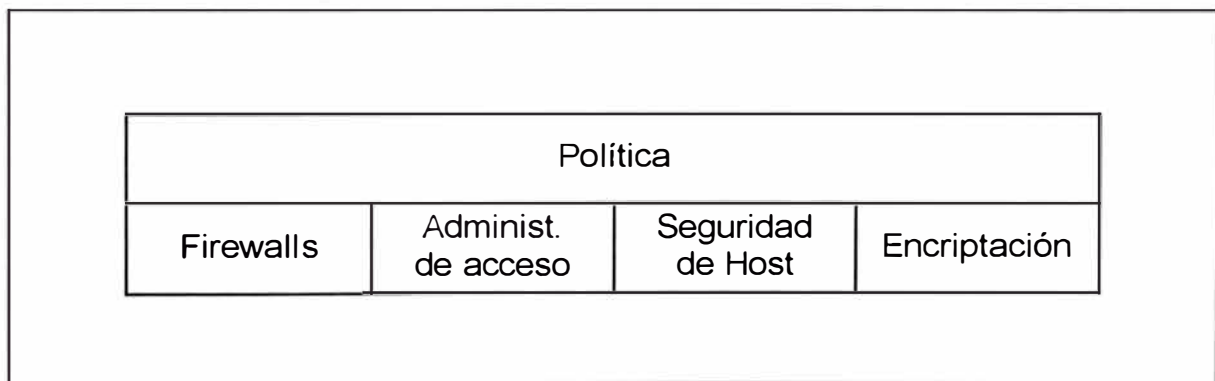 Política
Firewalls
Administ.
de acceso
Seguridad
de Host
Encriptación